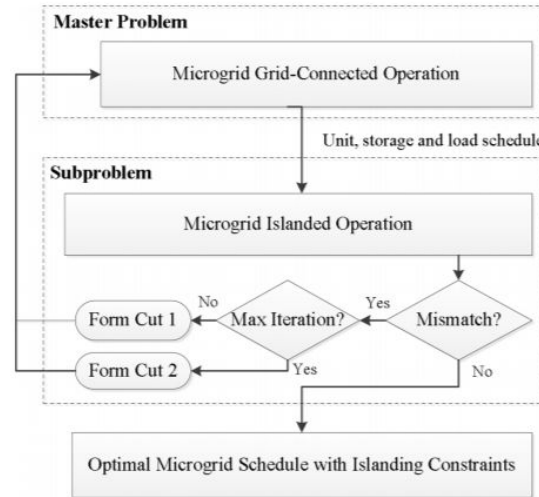 Master Problem
Microgrid Grid-Connected Operation
Unit, storage and load schedule
Subproblem
Microgrid Islanded Operation
No
Yes
Form Cut 1
Max Iteration?
Mismatch?
Form Cut 2
Yes
No
Optimal Microgrid Schedule with Islanding Constraints